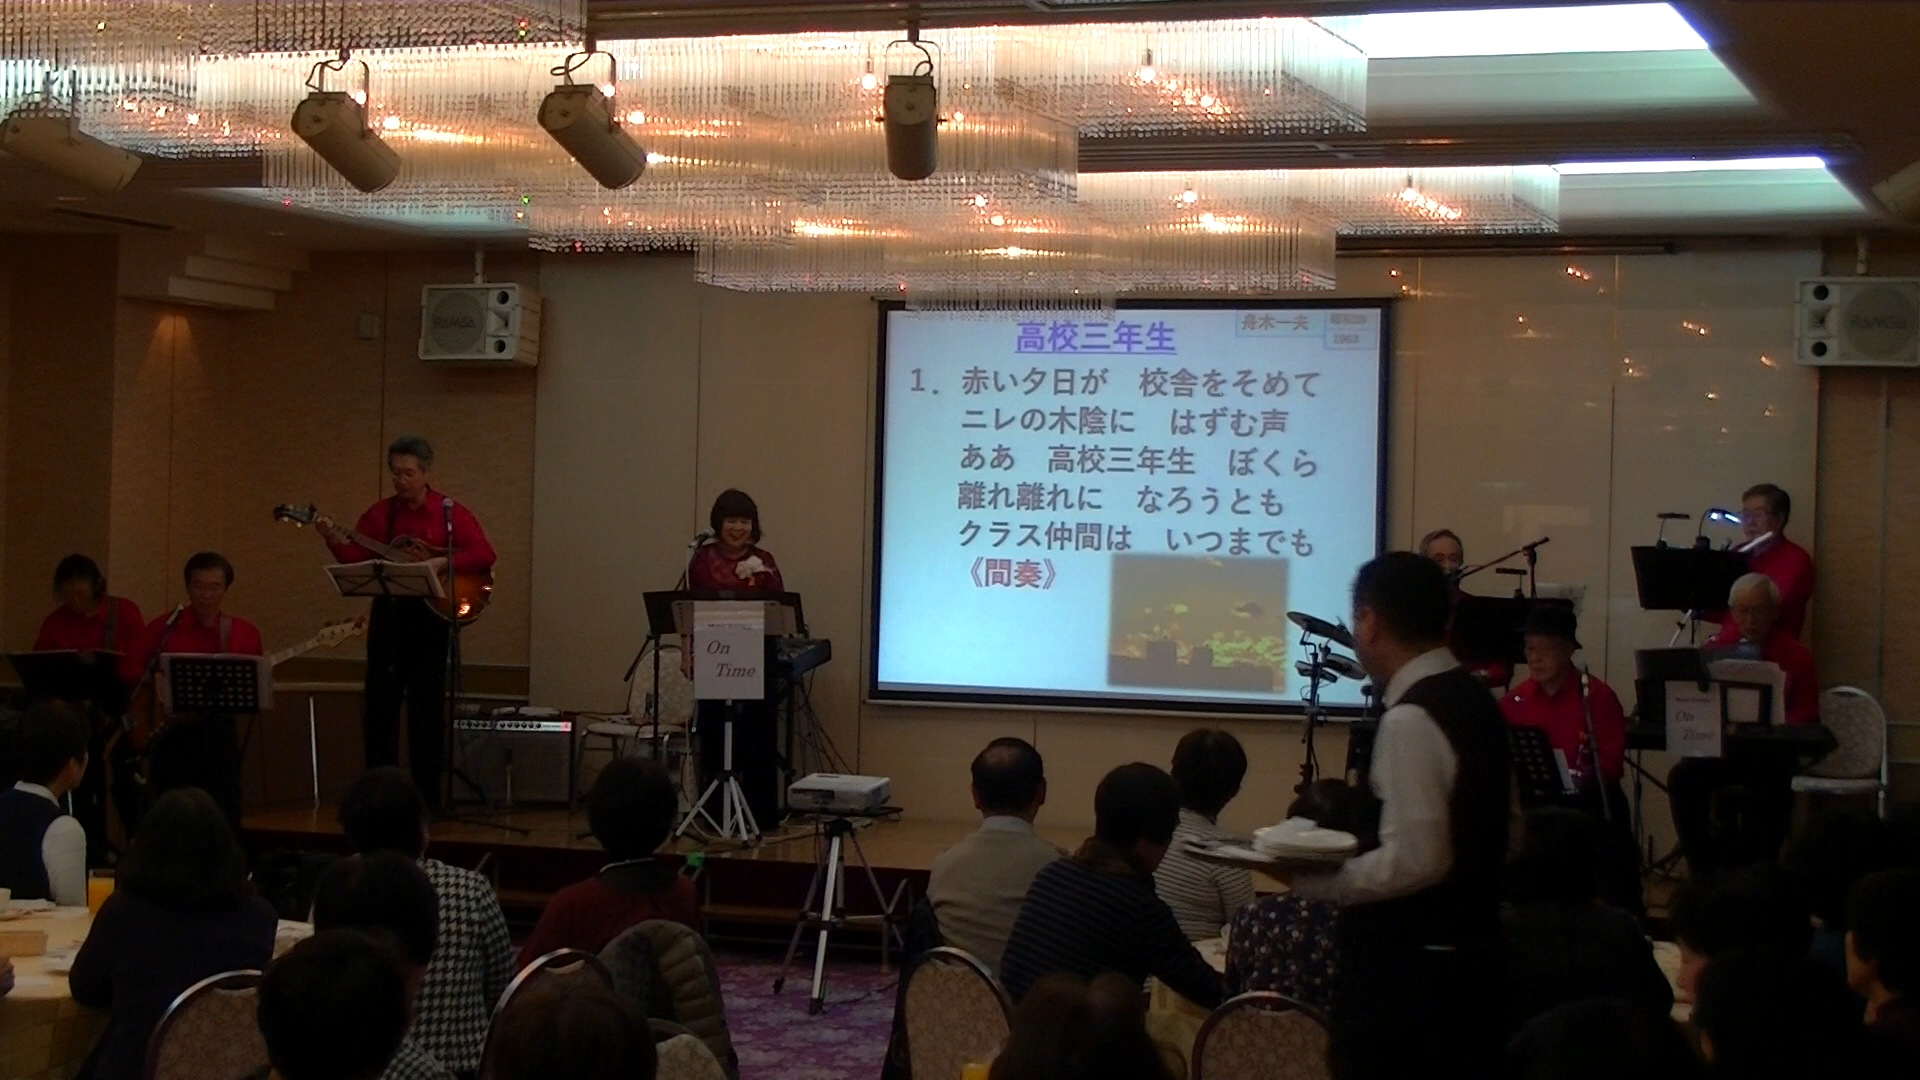 高校三年生
舟木一夫
1963
1．赤い夕日が　校舎をそめて
ニレの木陰に　はずむ声
ああ　高校三年生　ぼくら
離れ離れに　なろうとも
クラス仲間は　いつまでも
《間奏》
RAMSA
RAMSA
On
Time
On
Time